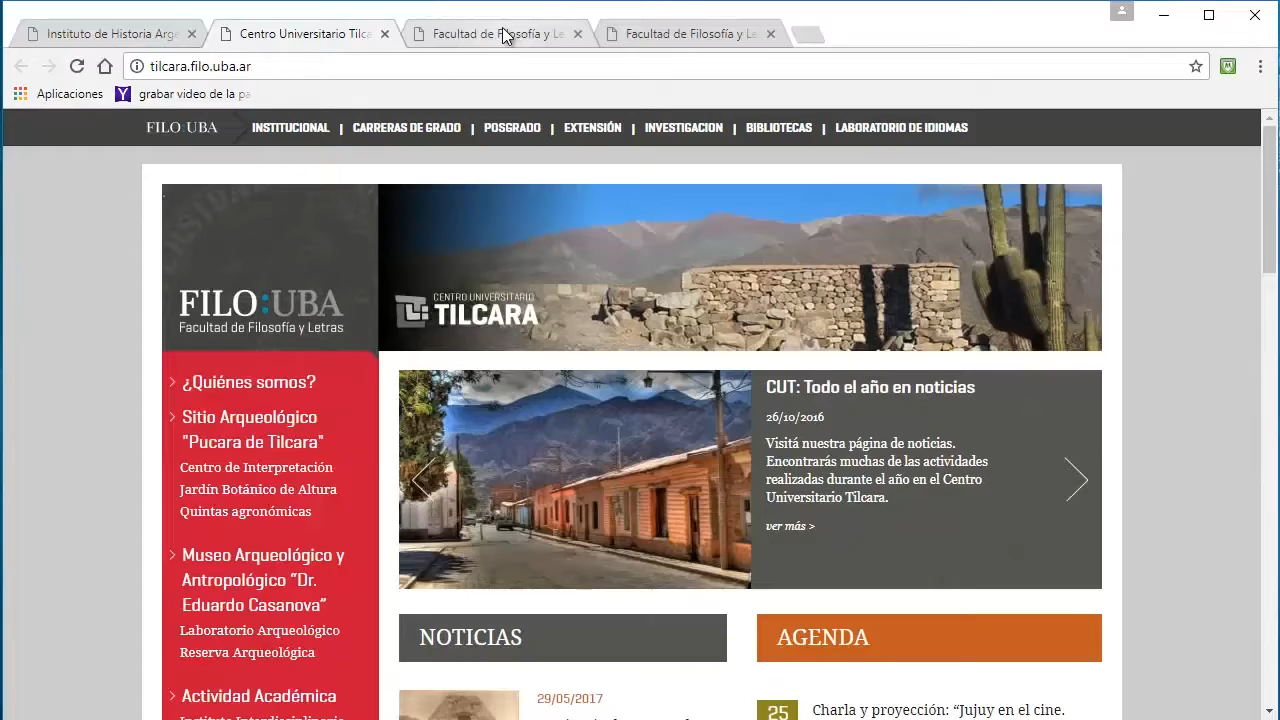 Instituto de Historia Arge
Centro Universitario Tilca
Facultad de Filosofía y Le
Facultad de Filosofía y Le
tilcara.filo.uba.ar
Aplicaciones
grabar video de la pa
FILO:UBA
INSTITUCIONAL | CARRERAS DE GRADO | POSGRADO | EXTENSIÓN | INVESTIGACION | BIBLIOTECAS | LABORATORIO DE IDIOMAS
FILO:UBA
Facultad de Filosofía y Letras
CENTRO UNIVERSITARIO
TILCARA
¿Quiénes somos?
Sitio Arqueológico
"Pucara de Tilcara"
Centro de Interpretación
Jardín Botánico de Altura
Quintas agronómicas
Museo Arqueológico y
Antropológico “Dr.
Eduardo Casanova”
Laboratorio Arqueológico
Reserva Arqueológica
Actividad Académica
CUT: Todo el año en noticias
26/10/2016
Visitá nuestra página de noticias.
Encontrarás muchas de las actividades
realizadas durante el año en el Centro
Universitario Tilcara.
ver más >
NOTICIAS
29/05/2017
AGENDA
25
Charla y proyección: “Jujuy en el cine.